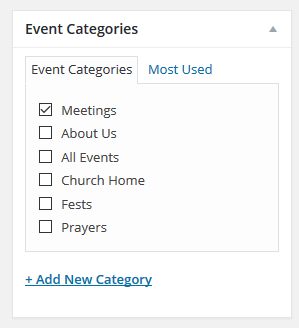 Event Categories
Event Categories Most Used
Meetings
About Us
All Events
Church Home
Fests
Prayers
+ Add New Category